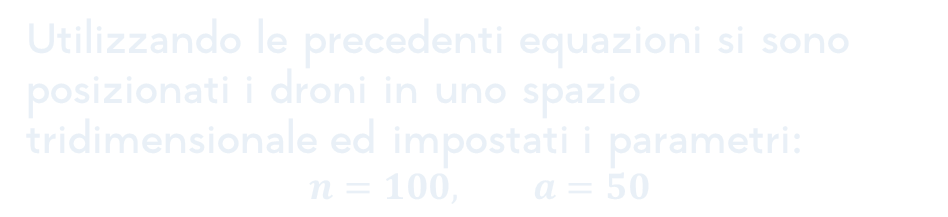 Utilizzando le precedenti equazioni si sono
posizionati i droni in uno spazio
tridimensionale ed impostati i parametri:
n = 100, a = 50